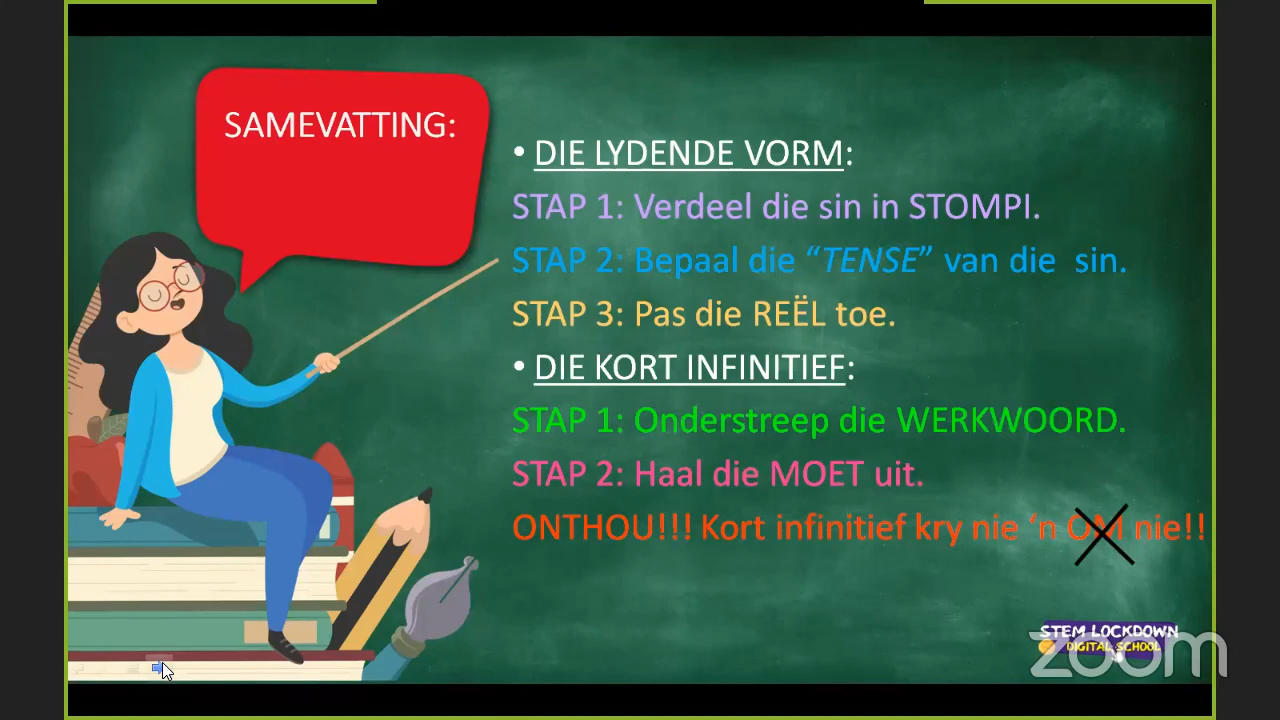 SAMEVATTING:
• DIE LYDENDE VORM:
STAP 1: Verdeel die sin in STOMPI.
STAP 2: Bepaal die “TENSE” van die sin.
STAP 3: Pas die REËL toe.
• DIE KORT INFINITIEF:
STAP 1: Onderstreep die WERKWOORD.
STAP 2: Haal die MOET uit.
ONTHOU!!! Kort infinitief kry nie ‘n OM nie!!
STEM LOCKDOWN
DIGITAL SCHOOL
zoom